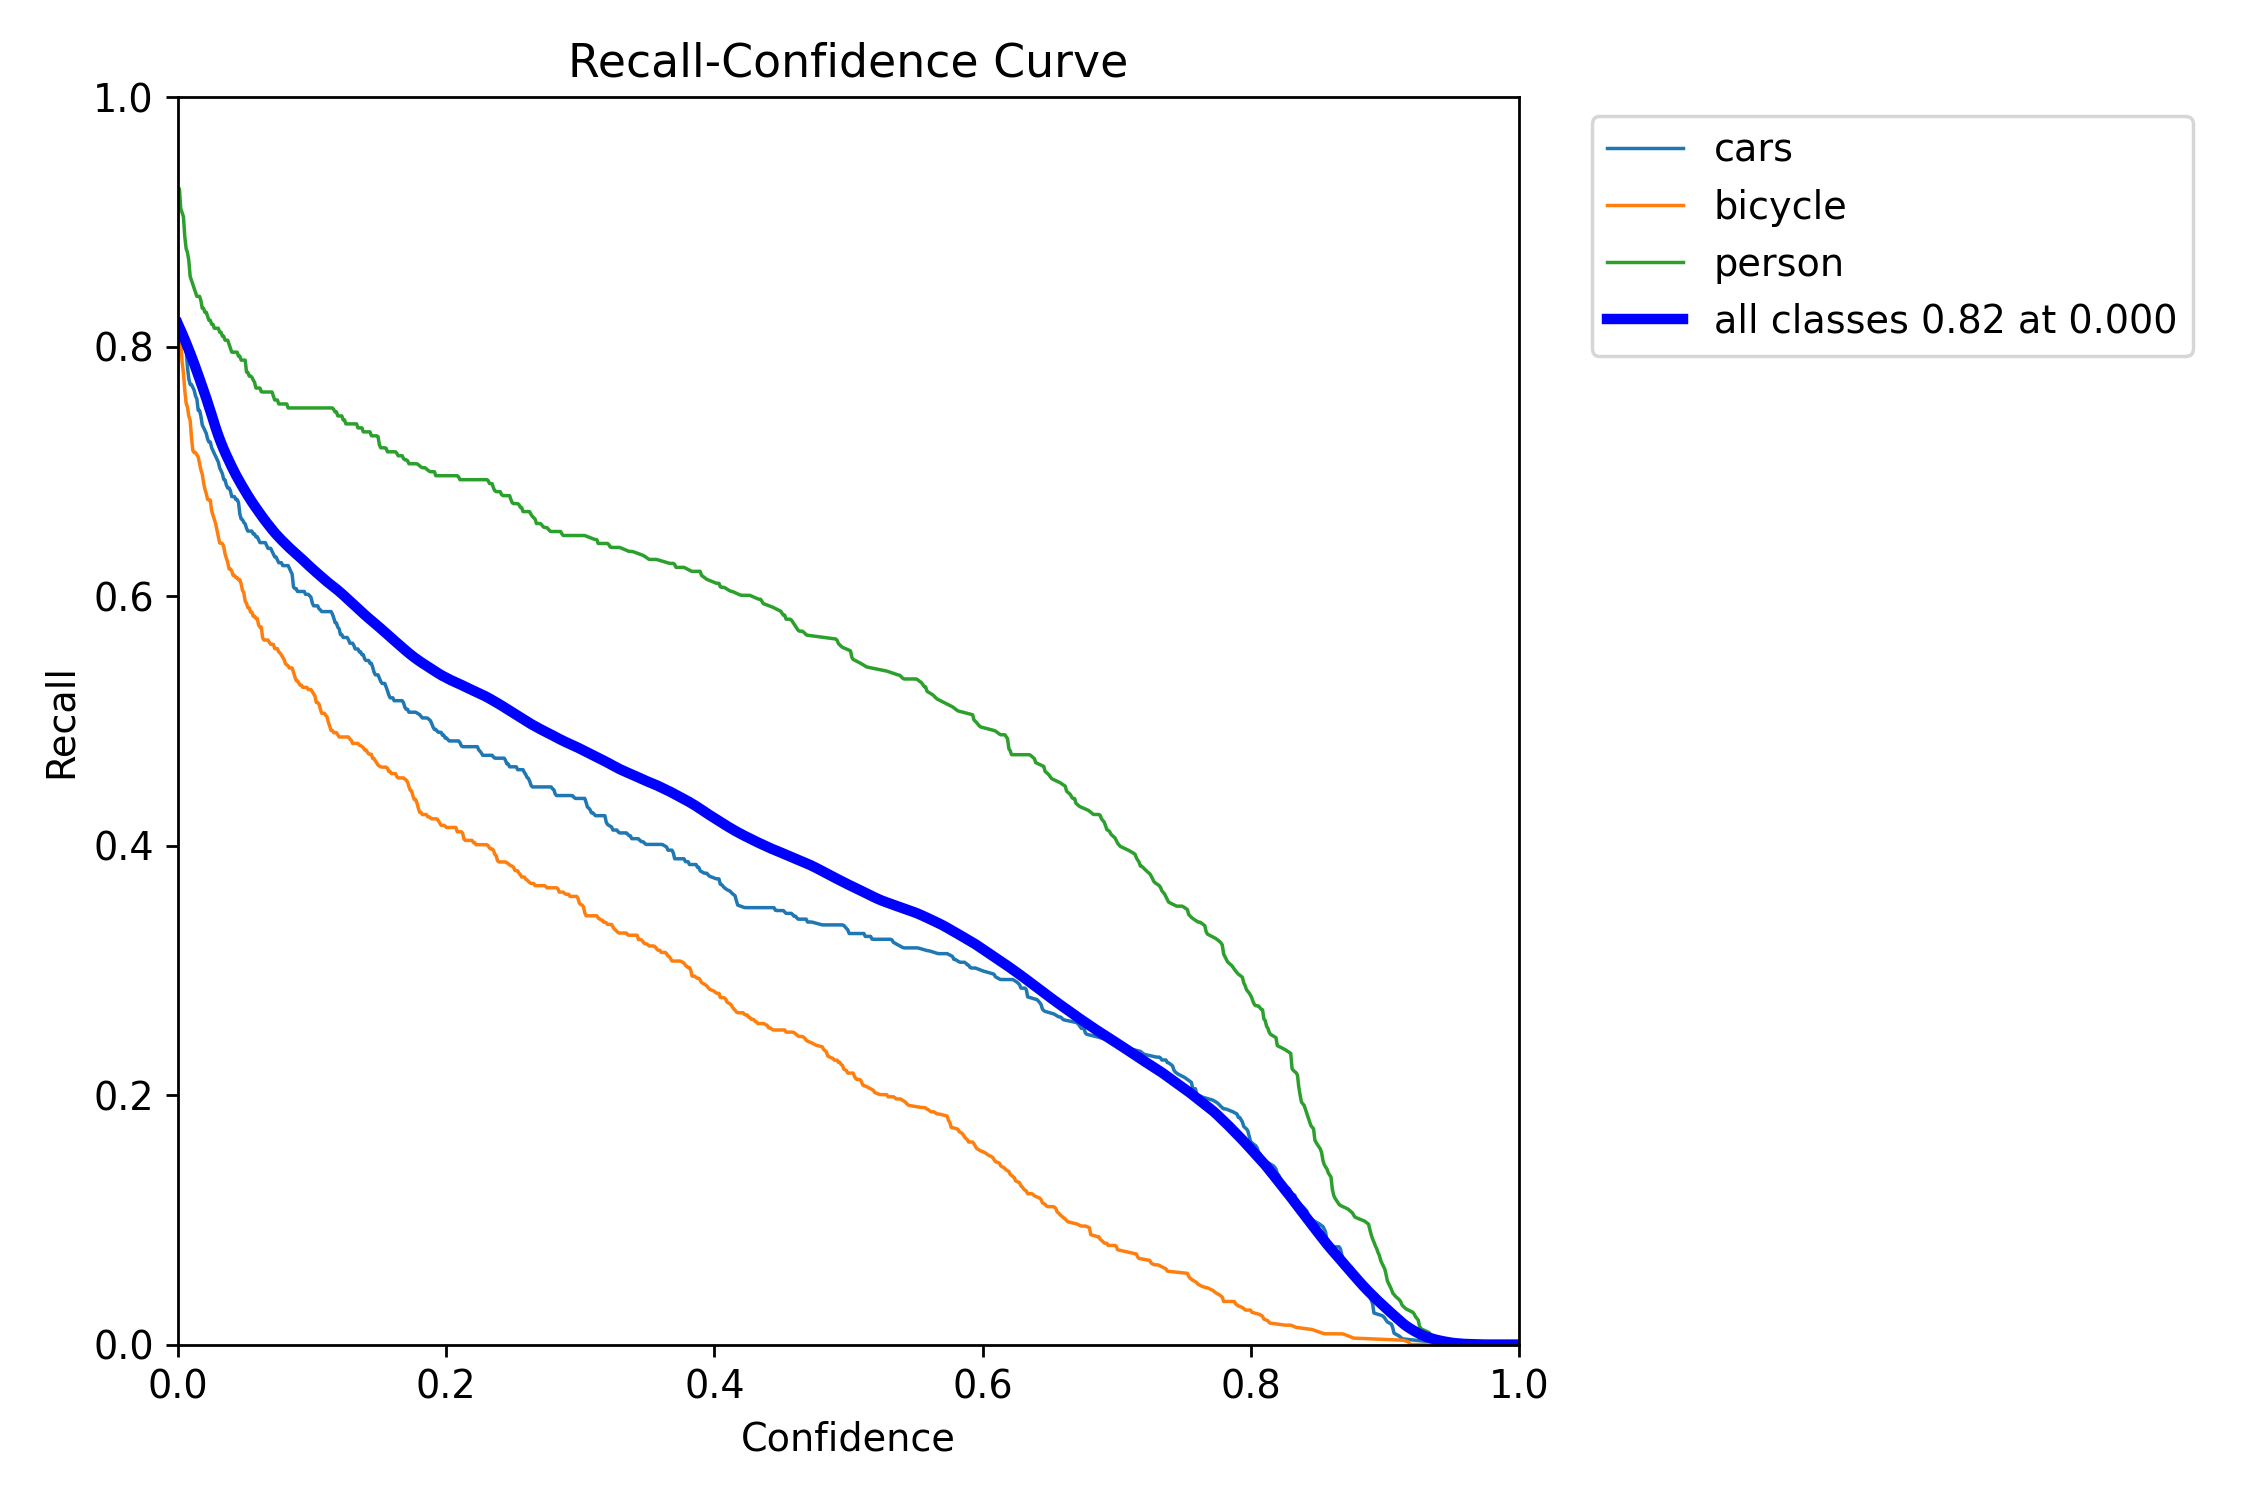 Recall-Confidence Curve
1.0
0.8
0.6
0.4
0.2
0.0
Recall
0.0 0.2 0.4 0.6 0.8 1.0
Confidence
cars
bicycle
person
all classes 0.82 at 0.000